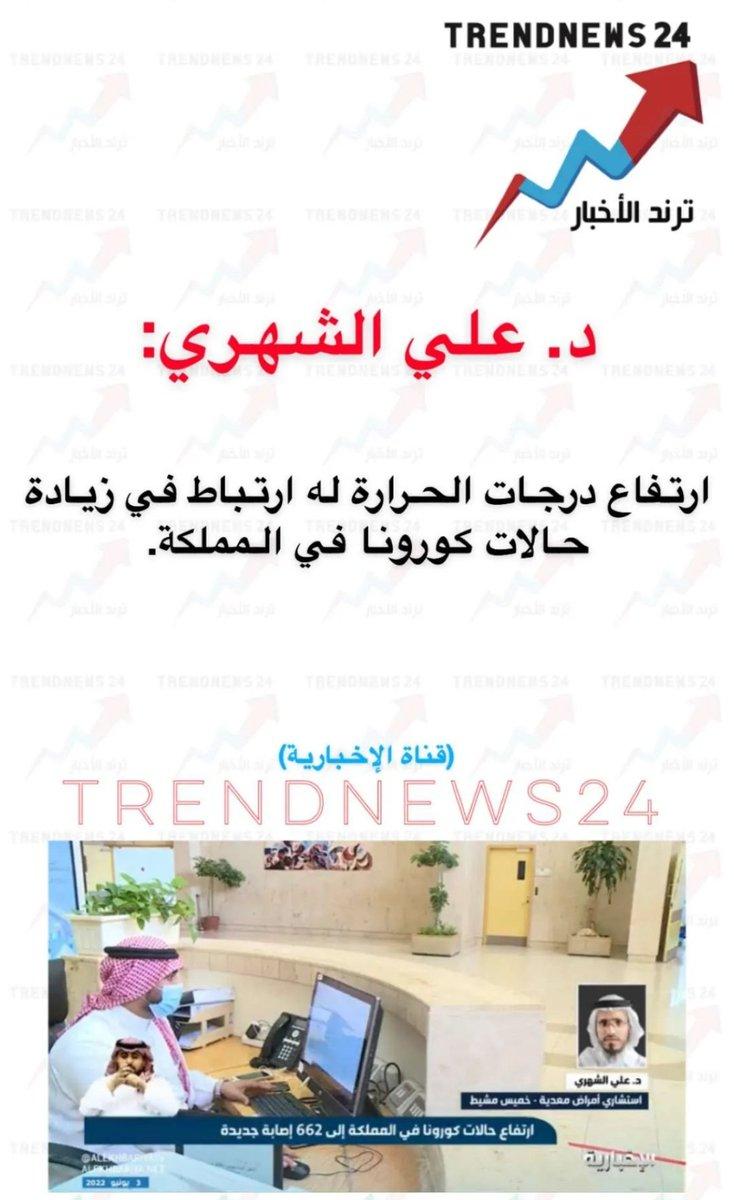 TRENDNEWS 24
ترند الأخبار
د. علي الشهري:
ارتفاع درجات الحرارة له ارتباط في زيادة
حالات كورونا في المملكة.
(قناة الإخبارية)
TRENDNEWS24
د. علي الشهري
استشاري أمراض معدية - خميس مشيط
ارتفاع حالات كورونا في المملكة إلى 662 إصابة جديدة
الإخبارية
@ALEKHBARIYATV
ALEKHBARIYA.NET
3 يونيو 2022